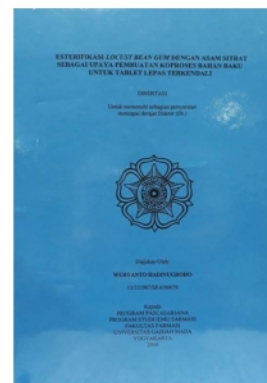 ESTERIFIKASI LOCUST BEAN GUM DENGAN ASAM SITRAT
SEBAGAI UPAYA PEMBUATAN KOPROSES BAHAN BAKU
UNTUK TABLET LEPAS TERKENDALI
DISERTASI
Untuk memenuhi sebagian persyaratan
mencapai derajat Doktor (Dr.)
Diajukan Oleh:
WURYANTO HADINUGROHO
Kepada
PROGRAM PASCASARJANA
PROGRAM STUDI ILMU FARMASI
FAKULTAS FARMASI
UNIVERSITAS GADJAH MADA
YOGYAKARTA